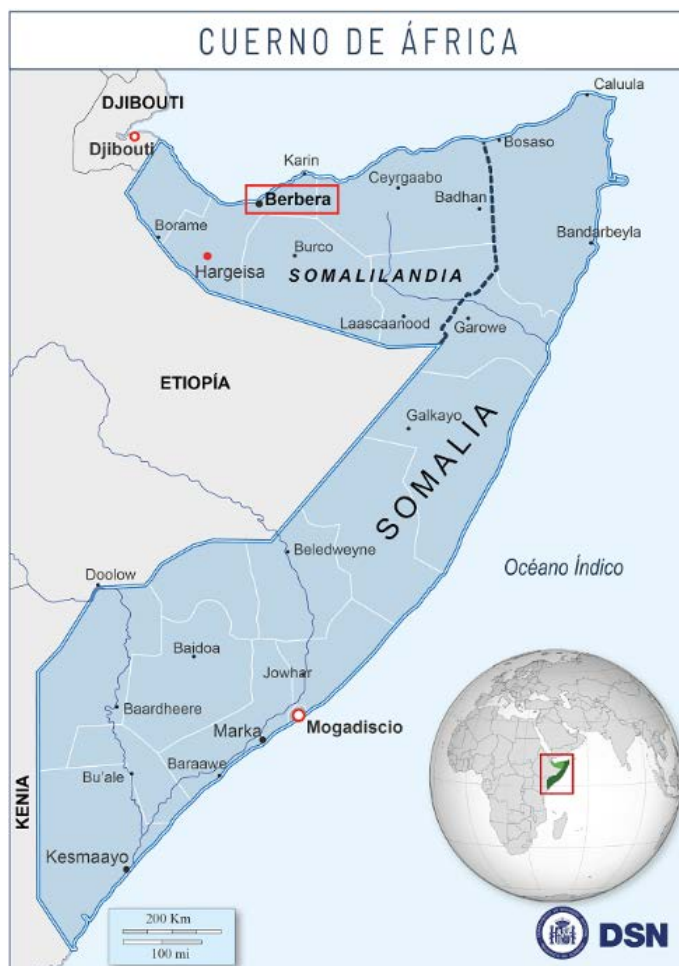 CUERNO DE ÁFRICA
Caluula
DJIBOUTI
Djibouti
Bosaso
Karin
Ceyrgaabo
Berbera
Badhan
Borame
Bandarbeyla
Burco
Hargeisa
SOMALILANDIA
Laascaanood
Garowe
ETIOPÍA
Galkayo
SOMALÍA
Beledweyne
Océano Índico
Doolow
Baidoa
Jowhar
Baardheere
Marka
Mogadiscio
Bu'ale
Baraawe
KENIA
Kesmaayo
200 Km
100 mi
DSN